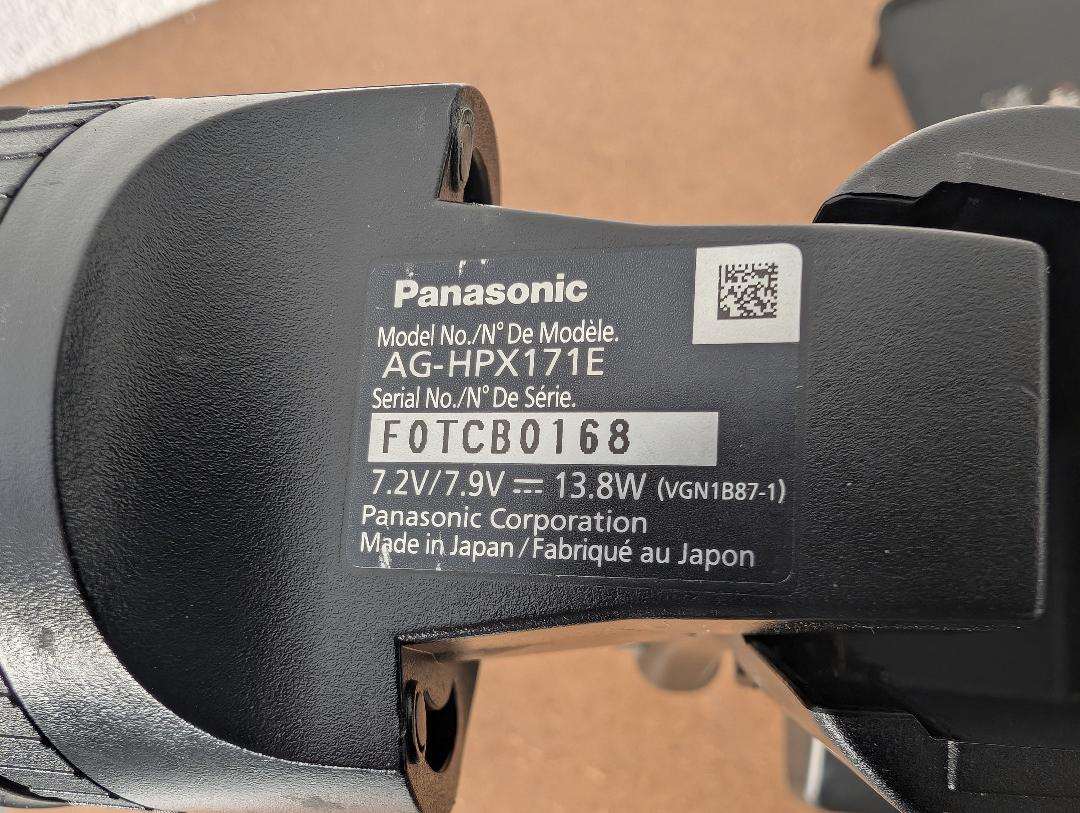 Panasonic
Model No./N° De Modèle.
AG-HPX171E
Serial No./N° De Série.
F0TCB0168
7.2V/7.9V ⎓ 13.8W (VGN1B87-1)
Panasonic Corporation
Made in Japan / Fabriqué au Japon